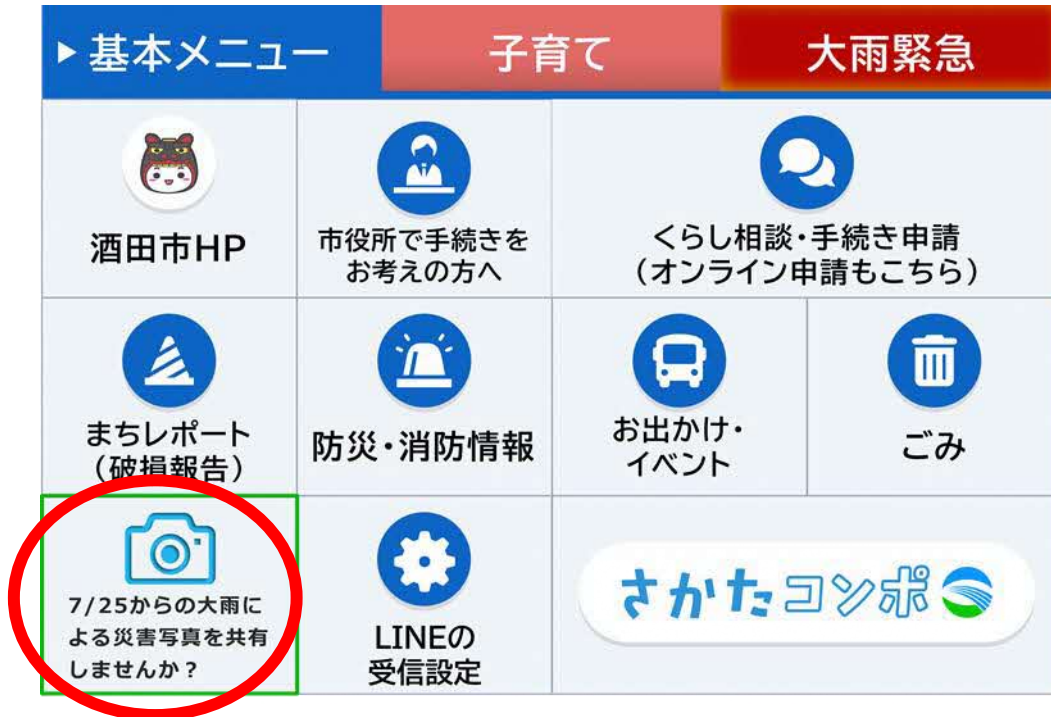 ▶基本メニュー
子育て
大雨緊急
酒田市HP
市役所で手続きを
お考えの方へ
くらし相談・手続き申請
（オンライン申請もこちら）
まちレポート
（破損報告）
防災・消防情報
お出かけ・
イベント
ごみ
7/25からの大雨に
よる災害写真を共有
しませんか？
LINEの
受信設定
さかたコンポ